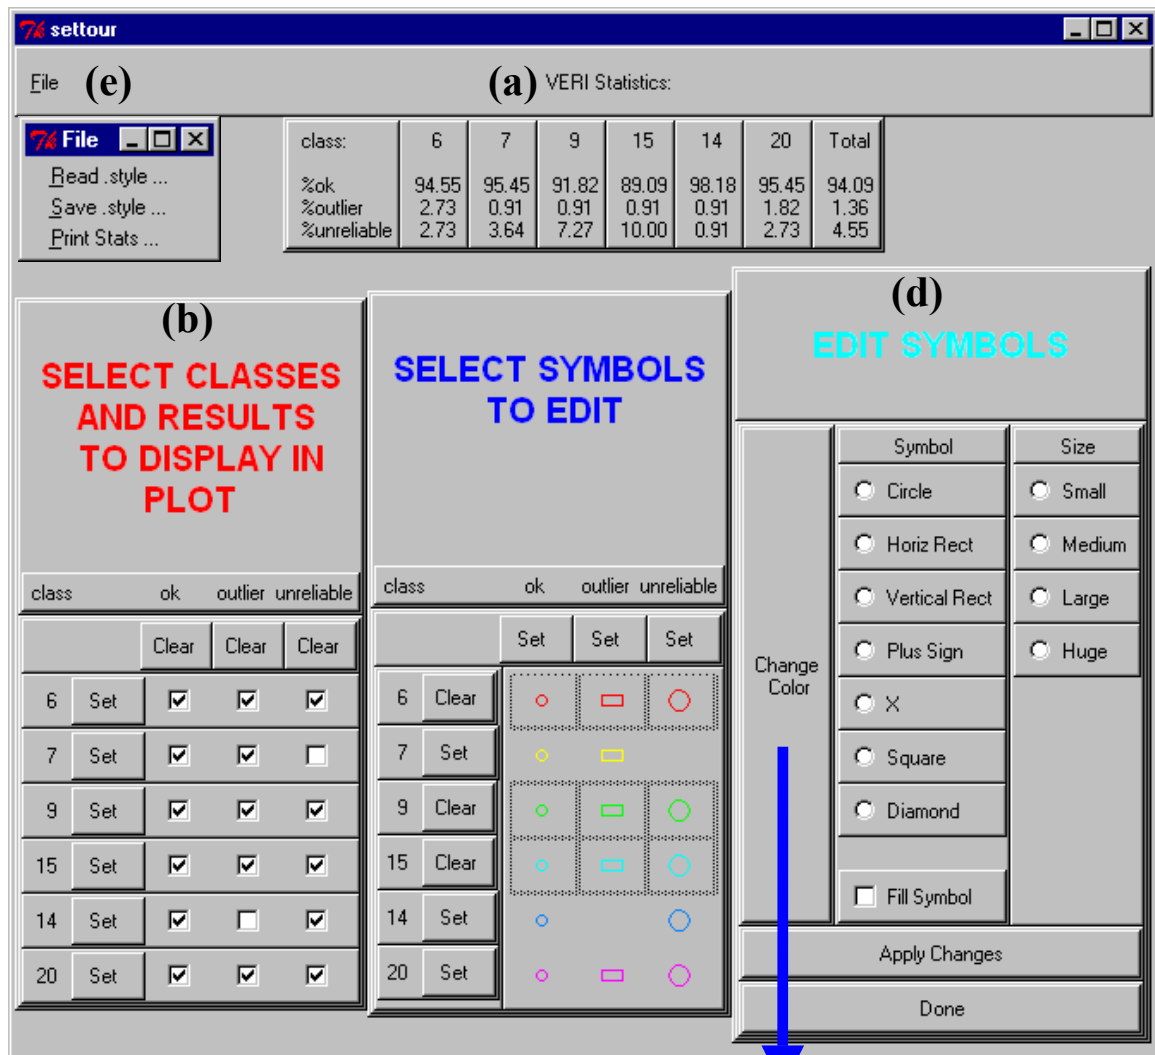 7% settour
File (e) (a) VERI Statistics:
7% File
Read .style ...
Save .style ...
Print Stats ...
class: 6 7 9 15 14 20 Total
%ok 94.55 95.45 91.82 89.09 98.18 95.45 94.09
%outlier 2.73 0.91 0.91 0.91 0.91 1.82 1.36
%unreliable 2.73 3.64 7.27 10.00 0.91 2.73 4.55
(b)
SELECT CLASSES
AND RESULTS
TO DISPLAY IN
PLOT
class ok outlier unreliable
Clear Clear Clear
6 Set
7 Set
9 Set
15 Set
14 Set
20 Set
SELECT SYMBOLS
TO EDIT
class ok outlier unreliable
Set Set Set
6 Clear
7 Set
9 Clear
15 Clear
14 Set
20 Set
(d)
EDIT SYMBOLS
Change
Color
Symbol
Circle
Horiz Rect
Vertical Rect
Plus Sign
X
Square
Diamond
Fill Symbol
Size
Small
Medium
Large
Huge
Apply Changes
Done